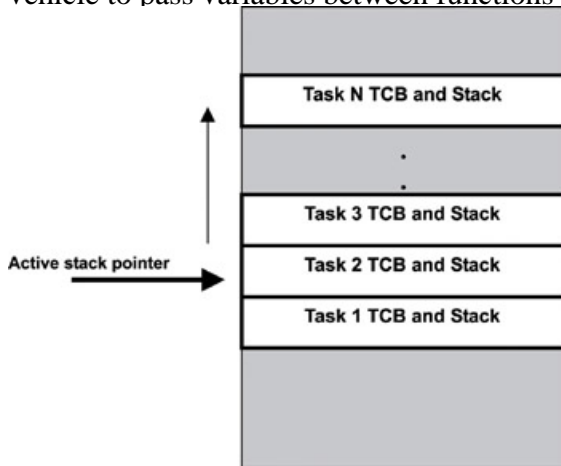 vehicle to pass variables between functions
Task N TCB and Stack
.
.
Task 3 TCB and Stack
Active stack pointer
Task 2 TCB and Stack
Task 1 TCB and Stack